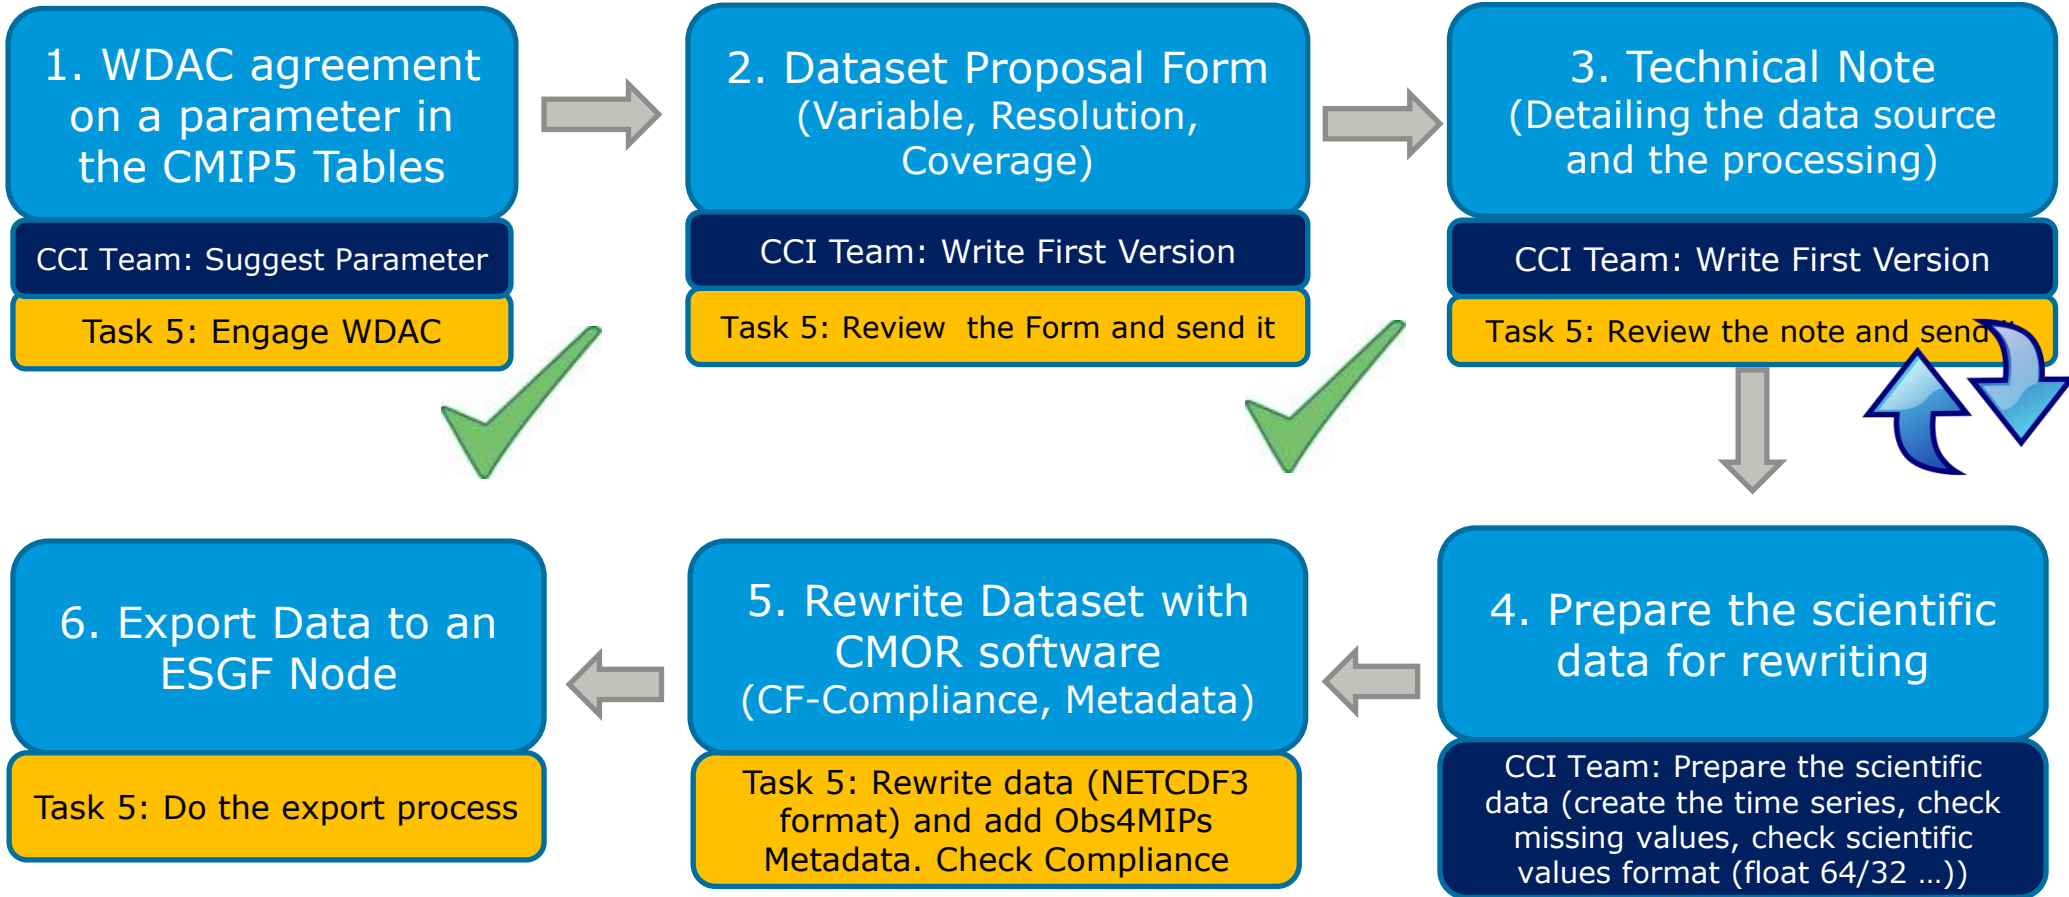 1. WDAC agreement
on a parameter in
the CMIP5 Tables
CCI Team: Suggest Parameter
Task 5: Engage WDAC
2. Dataset Proposal Form
(Variable, Resolution,
Coverage)
CCI Team: Write First Version
Task 5: Review  the Form and send it
3. Technical Note
(Detailing the data source
and the processing)
CCI Team: Write First Version
Task 5: Review the note and send
4. Prepare the scientific
data for rewriting
CCI Team: Prepare the scientific
data (create the time series, check
missing values, check scientific
values format (float 64/32 …))
5. Rewrite Dataset with
CMOR software
(CF-Compliance, Metadata)
Task 5: Rewrite data (NETCDF3
format) and add Obs4MIPs
Metadata. Check Compliance
6. Export Data to an
ESGF Node
Task 5: Do the export process